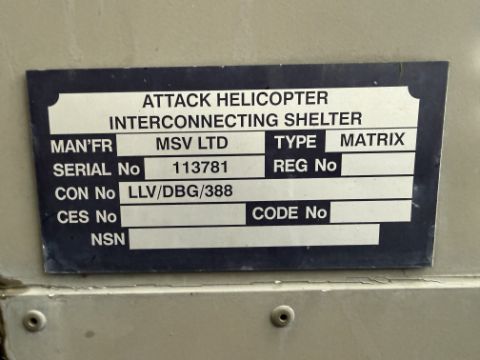 ATTACK HELICOPTER
INTERCONNECTING SHELTER
MAN'FR MSV LTD TYPE MATRIX
SERIAL No 113781 REG No
CON No LLV/DBG/388
CES No CODE No
NSN